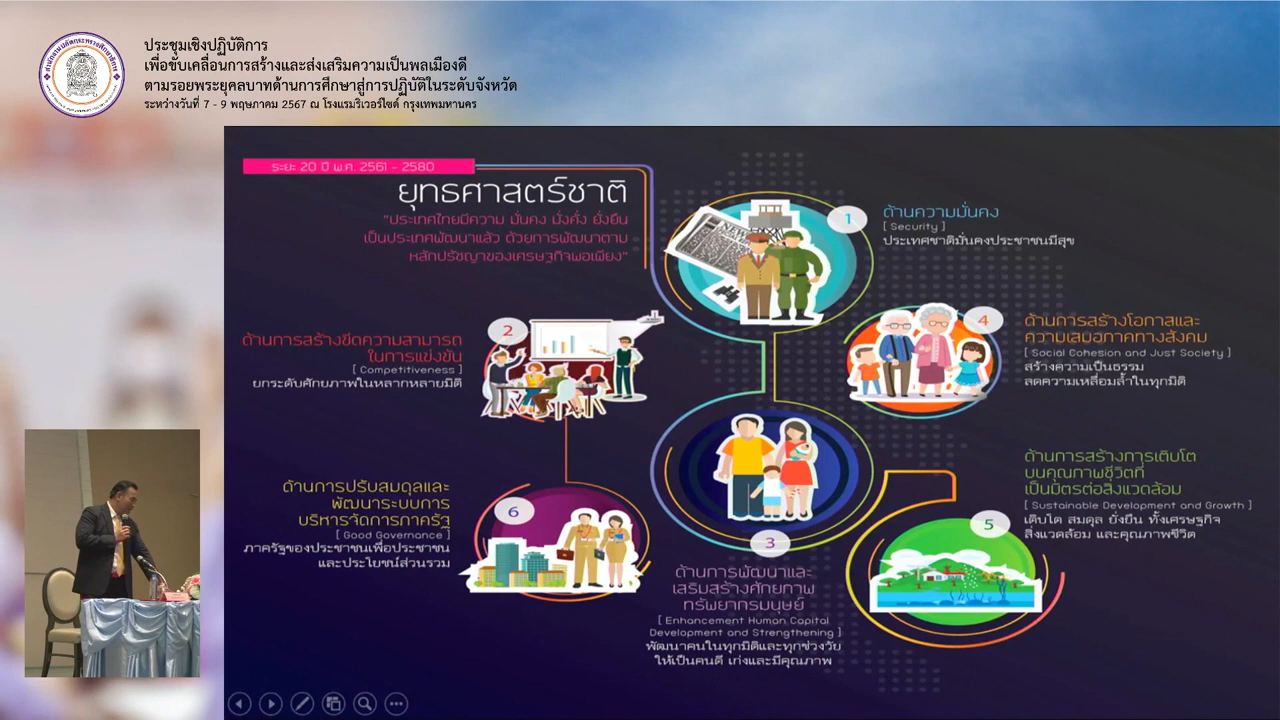 ประชุมเชิงปฏิบัติการ
เพื่อขับเคลื่อนการสร้างและส่งเสริมความเป็นพลเมืองดี
ตามรอยพระยุคลบาทด้านการศึกษาสู่การปฏิบัติในระดับจังหวัด
ระหว่างวันที่ 7 - 9 พฤษภาคม 2567 ณ โรงแรมริเวอร์ไซด์ กรุงเทพมหานคร
ระยะ 20 ปี พ.ศ. 2561 - 2580
ยุทธศาสตร์ชาติ
"ประเทศไทยมีความ มั่นคง มั่งคั่ง ยั่งยืน
เป็นประเทศพัฒนาแล้ว ด้วยการพัฒนาตาม
หลักปรัชญาของเศรษฐกิจพอเพียง"
1
ด้านความมั่นคง
[ Security ]
ประเทศชาติมั่นคงประชาชนมีสุข
2
ด้านการสร้างขีดความสามารถ
ในการแข่งขัน
[ Competitiveness ]
ยกระดับศักยภาพในหลากหลายมิติ
4
ด้านการสร้างโอกาสและ
ความเสมอภาคทางสังคม
[ Social Cohesion and Just Society ]
สร้างความเป็นธรรม
ลดความเหลื่อมล้ำในทุกมิติ
ด้านการสร้างการเติบโต
บนคุณภาพชีวิตที่
เป็นมิตรต่อสิ่งแวดล้อม
[ Sustainable Development and Growth ]
เติบโต สมดุล ยั่งยืน ทั้งเศรษฐกิจ
สิ่งแวดล้อม และคุณภาพชีวิต
5
6
ด้านการปรับสมดุลและ
พัฒนาระบบการ
บริหารจัดการภาครัฐ
[ Good Governance ]
ภาครัฐของประชาชนเพื่อประชาชน
และประโยชน์ส่วนรวม
3
ด้านการพัฒนาและ
เสริมสร้างศักยภาพ
ทรัพยากรมนุษย์
[ Enhancement Human Capital
Development and Strengthening ]
พัฒนาคนในทุกมิติและทุกช่วงวัย
ให้เป็นคนดี เก่งและมีคุณภาพ